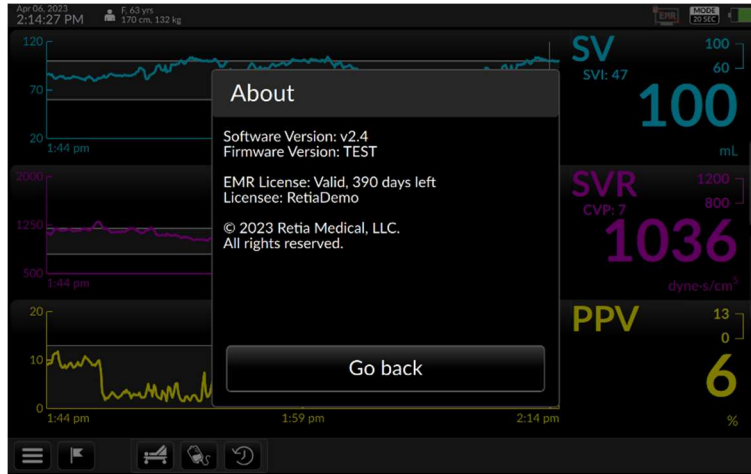 Apr 06, 2023
2:14:27 PM
F, 63 yrs
170 cm, 132 kg
EMR
MODE
20 SEC
120
70
20
1:44 pm
SV
SVI: 47
100
60
100
mL
2000
1250
500
1:44 pm
SVR
CVP: 7
1200
800
1036
dyne·s/cm⁵
20
10
0
1:44 pm
1:59 pm
2:14 pm
PPV
13
0
6
%
About
Software Version: v2.4
Firmware Version: TEST
EMR License: Valid, 390 days left
Licensee: RetiaDemo
© 2023 Retia Medical, LLC.
All rights reserved.
Go back